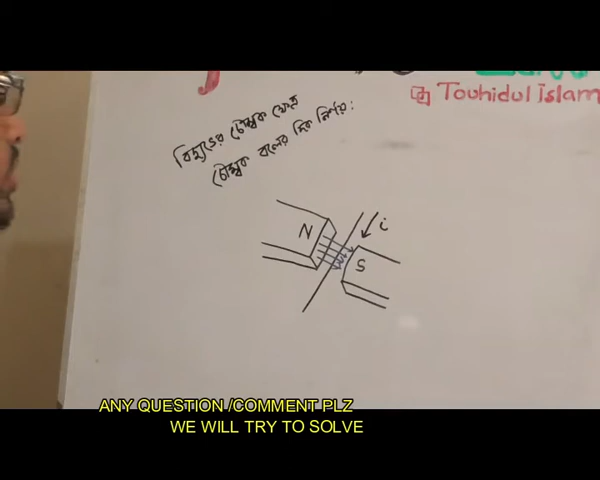 Touhidul Islam
বিদ্যুতের চৌম্বক ক্ষেত্র
চৌম্বক বলের দিক নির্ণয়:
N
i
S
ANY QUESTION /COMMENT PLZ
WE WILL TRY TO SOLVE